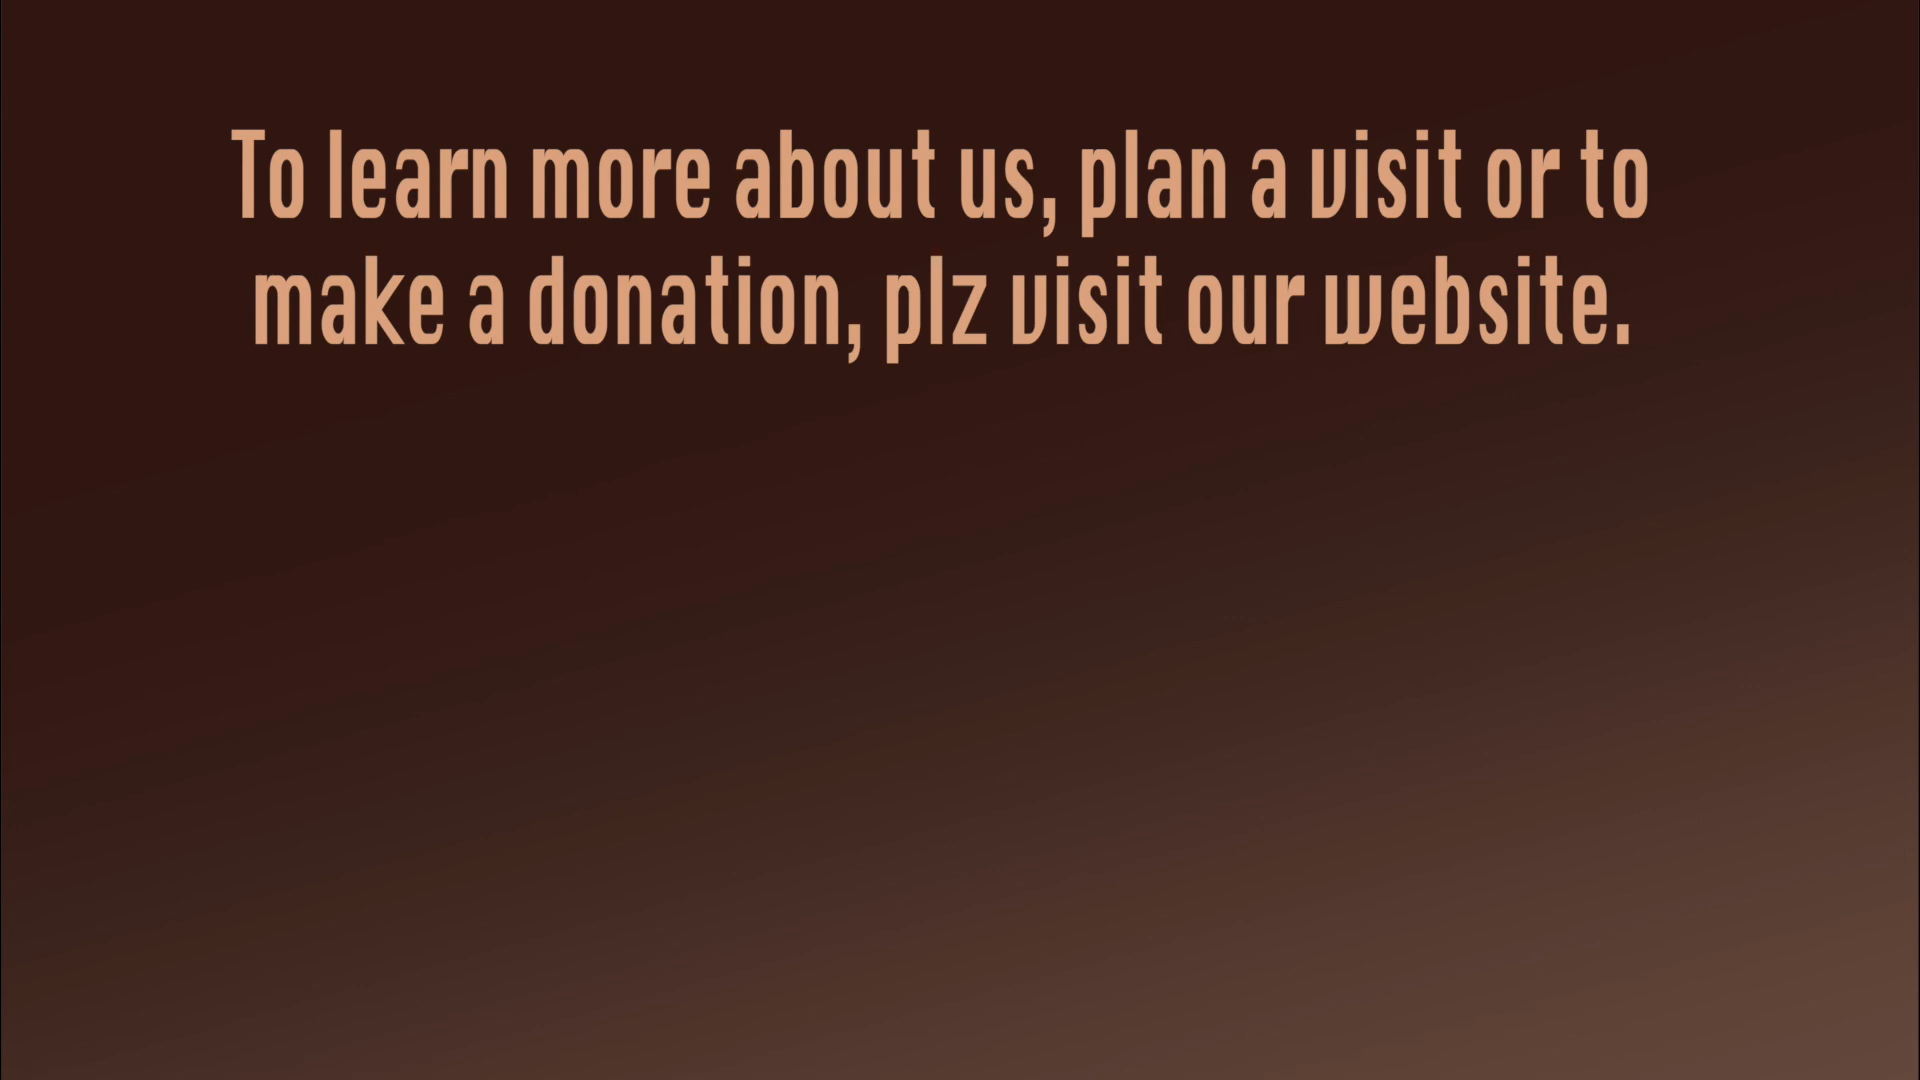 To learn more about us, plan a visit or to
make a donation, plz visit our website.